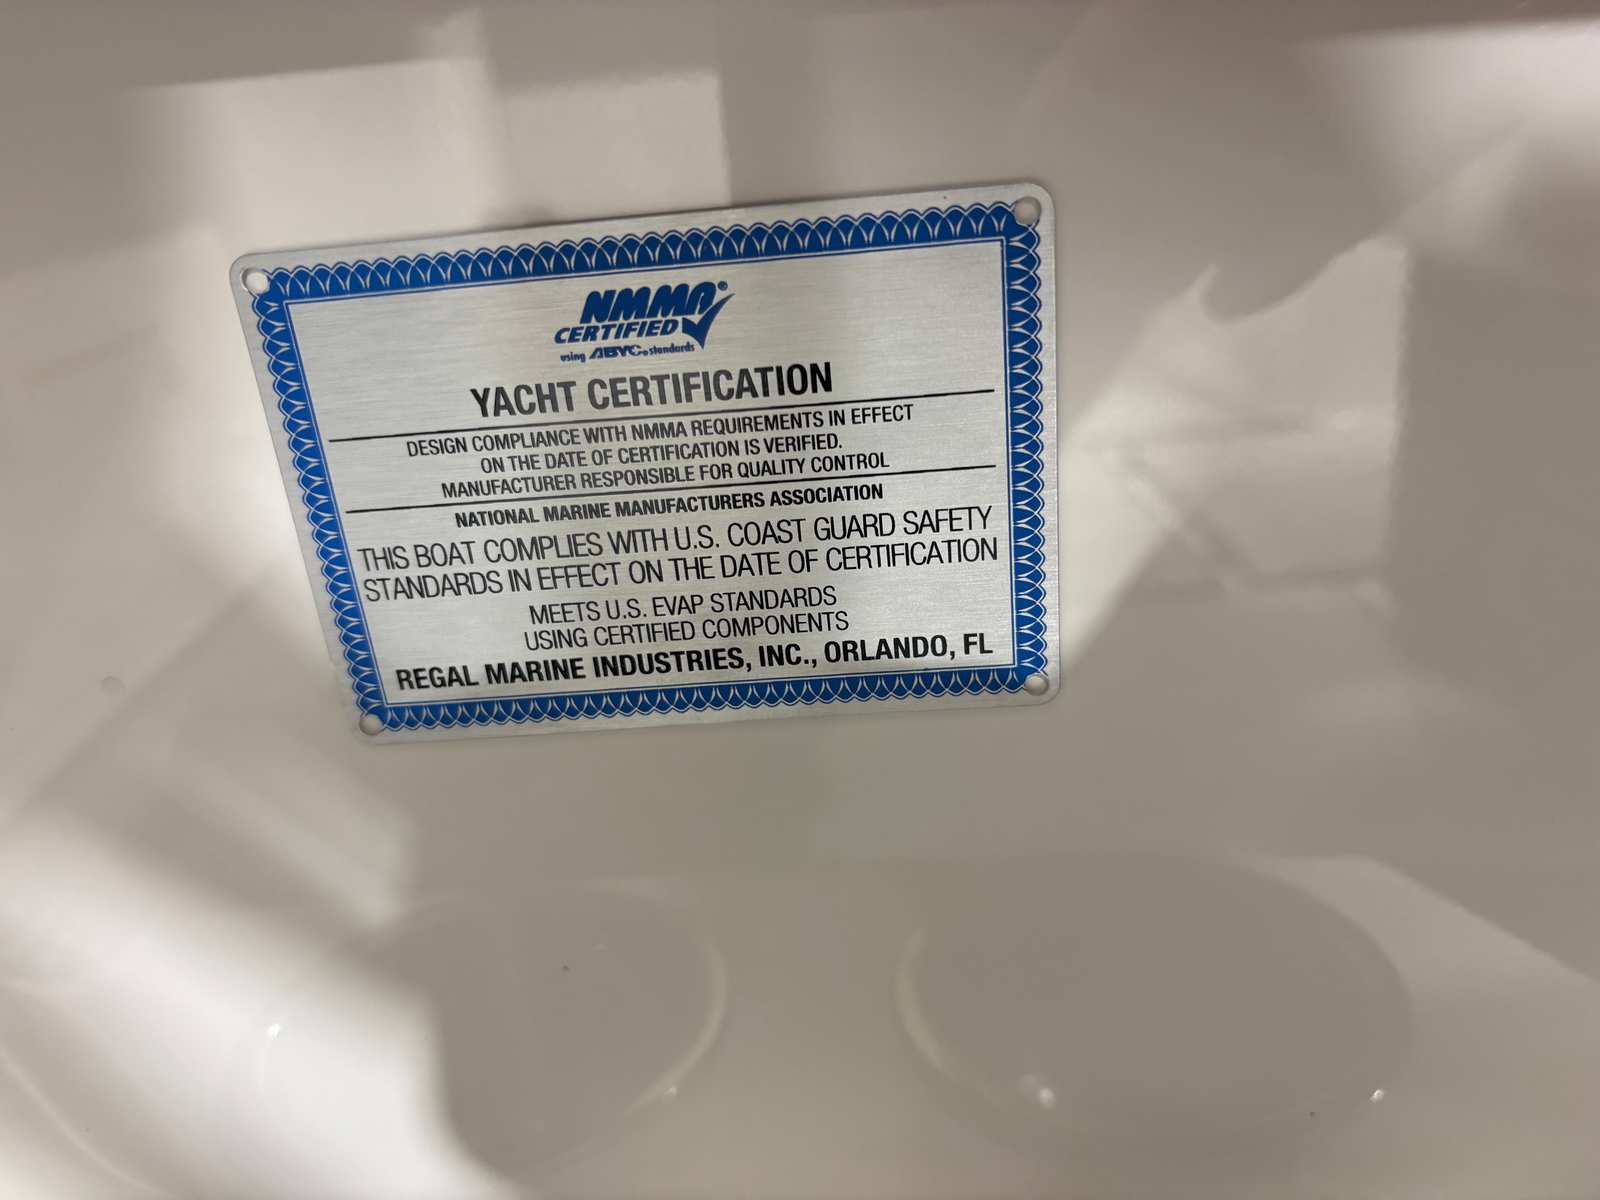 NMMA®
CERTIFIED
using ABYC® standards
YACHT CERTIFICATION
DESIGN COMPLIANCE WITH NMMA REQUIREMENTS IN EFFECT
ON THE DATE OF CERTIFICATION IS VERIFIED.
MANUFACTURER RESPONSIBLE FOR QUALITY CONTROL
NATIONAL MARINE MANUFACTURERS ASSOCIATION
THIS BOAT COMPLIES WITH U.S. COAST GUARD SAFETY
STANDARDS IN EFFECT ON THE DATE OF CERTIFICATION
MEETS U.S. EVAP STANDARDS
USING CERTIFIED COMPONENTS
REGAL MARINE INDUSTRIES, INC., ORLANDO, FL